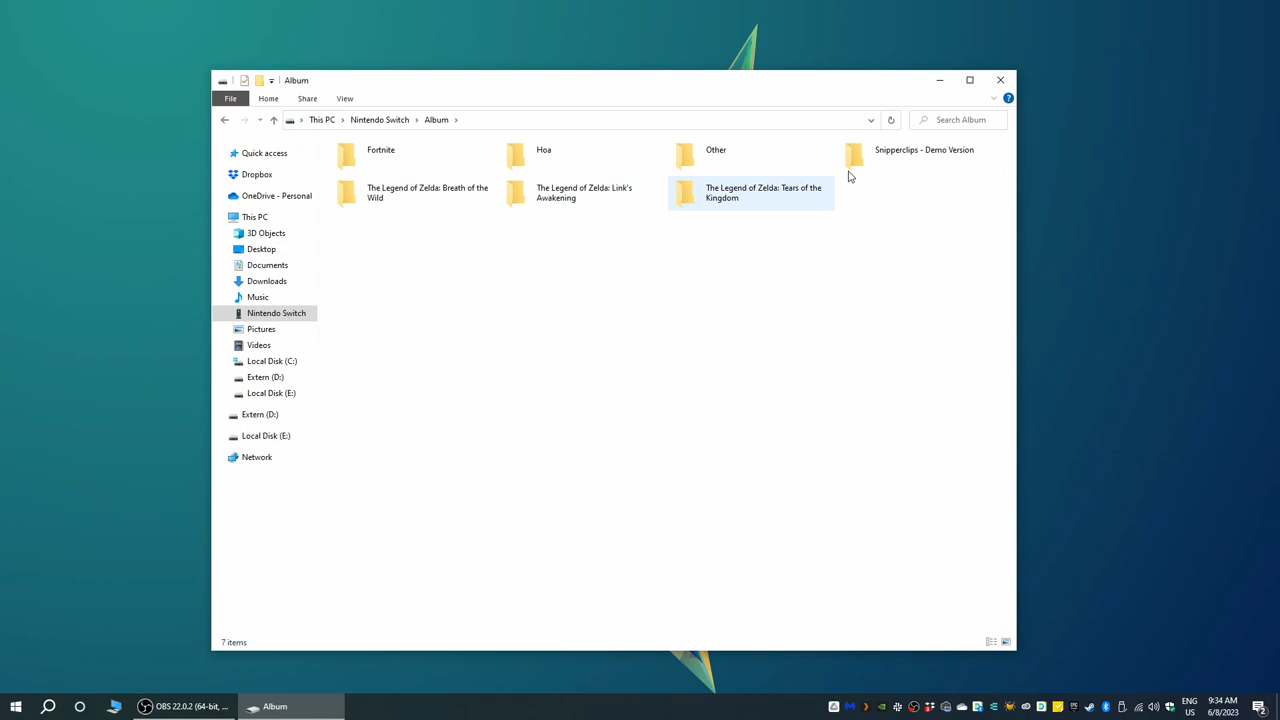 Album
File
Home
Share
View
This PC
Nintendo Switch
Album
Search Album
Quick access
Dropbox
OneDrive - Personal
This PC
3D Objects
Desktop
Documents
Downloads
Music
Nintendo Switch
Pictures
Videos
Local Disk (C:)
Extern (D:)
Local Disk (E:)
Extern (D:)
Local Disk (E:)
Network
Fortnite
Hoa
Other
Snipperclips - Demo Version
The Legend of Zelda: Breath of the
Wild
The Legend of Zelda: Link's
Awakening
The Legend of Zelda: Tears of the
Kingdom
7 items
OBS 22.0.2 (64-bit, ...
Album
ENG
US
9:34 AM
6/8/2023
2